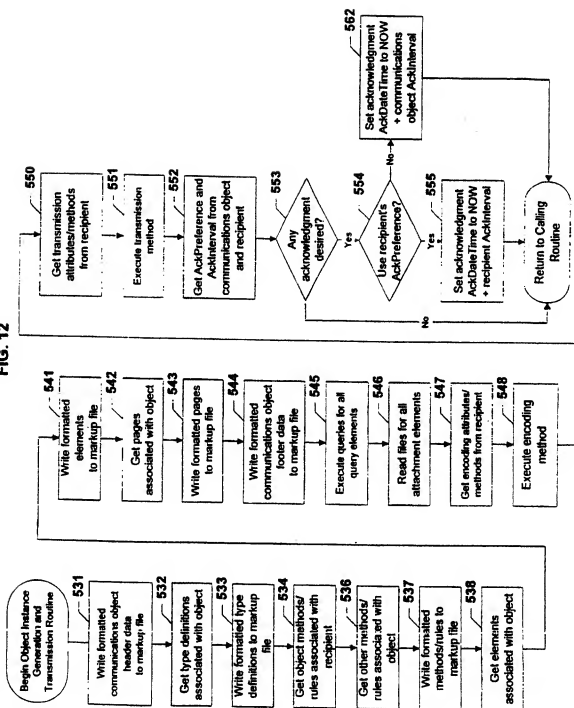 FIG. 12
Begin Object Instance
Generation and
Transmission Routine
531
Write formatted
communications object
header data
to markup file
532
Get type definitions
associated with object
533
Write formatted type
definitions to markup
file
534
Get object methods/
rules associated with
recipient
536
Get other methods/
rules associa ed with
object
537
Write formatted
methods/rules to
markup file
538
Get elements
associated with object
541
Write formatted
elements
to markup file
542
Get pages
associated with object
543
Write formatted pages
to markup file
544
Write formatted
communications object
footer data
to markup file
545
Execute queries for all
query elements
546
Read files for all
attachment elements
547
Get encoding attributes/
methods from recipient
548
Execute encoding
method
550
Get transmission
attributes/methods
from recipient
551
Execute transmission
method
552
Get AckPreference and
AckInterval from
communications object
and recipient
553
Any
acknowledgment
desired?
Yes
No
554
Use recipient's
AckPreference?
Yes
No
555
Set acknowledgment
AckDateTime to NOW
+ recipient AckInterval
562
Set acknowledgment
AckDateTime to NOW
+ communications
object AckInterval
Return to Calling
Routine